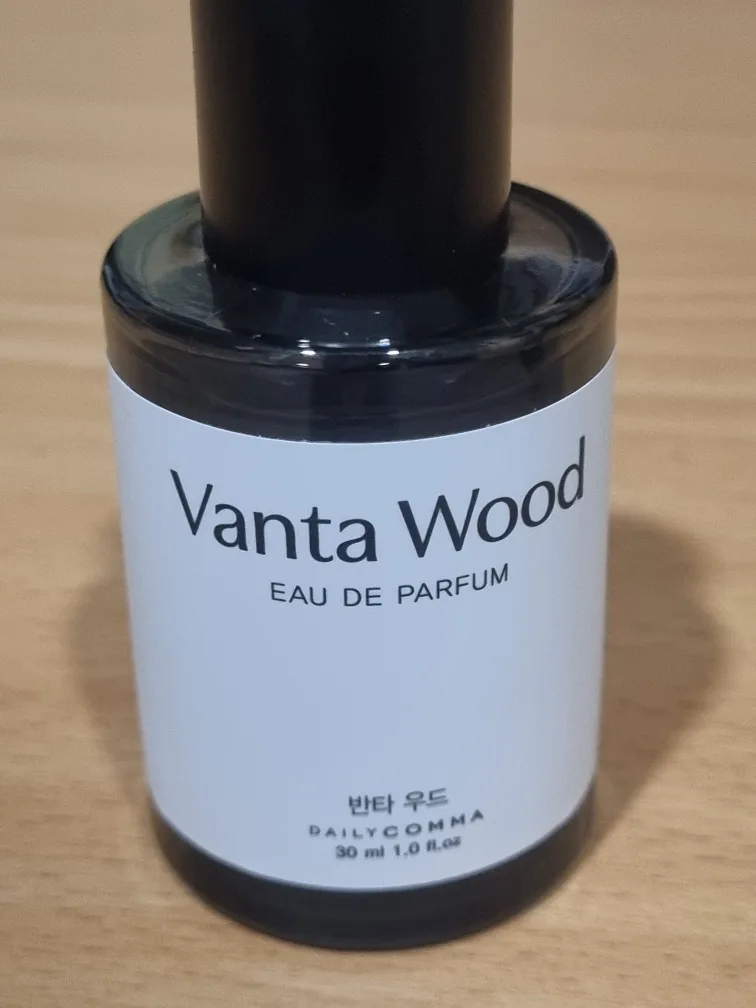 Vanta Wood
EAU DE PARFUM
반타 우드
DAILYCOMMA
30 ml 1.0 fl.oz